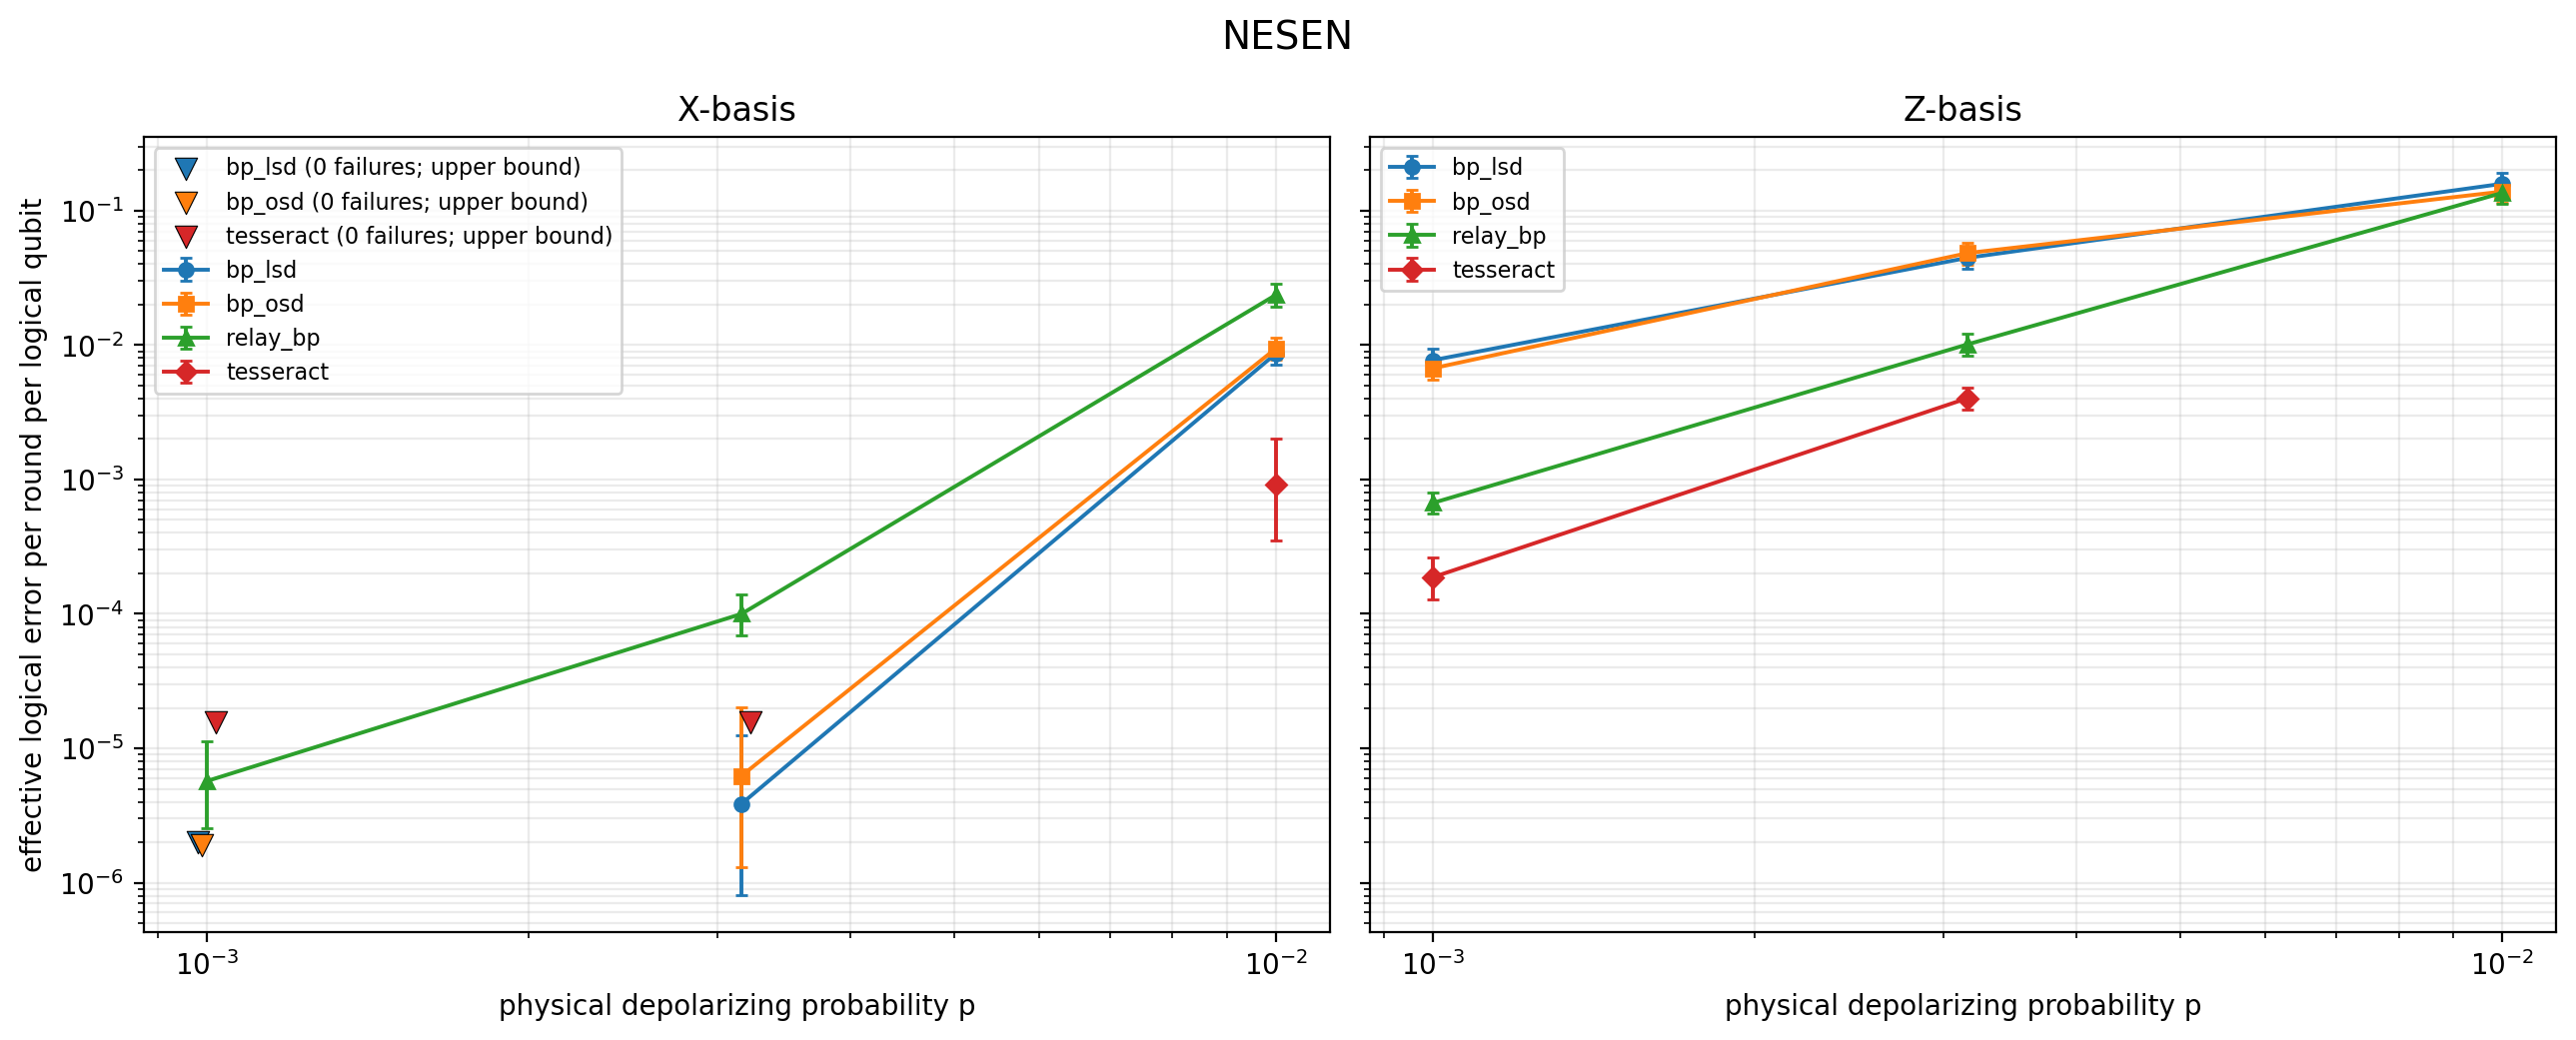 NESEN
X-basis
bp_lsd (0 failures; upper bound)
bp_osd (0 failures; upper bound)
tesseract (0 failures; upper bound)
bp_lsd
bp_osd
relay_bp
tesseract
effective logical error per round per logical qubit
10⁻¹
10⁻²
10⁻³
10⁻⁴
10⁻⁵
10⁻⁶
10⁻³
10⁻²
physical depolarizing probability p
Z-basis
bp_lsd
bp_osd
relay_bp
tesseract
10⁻³
10⁻²
physical depolarizing probability p